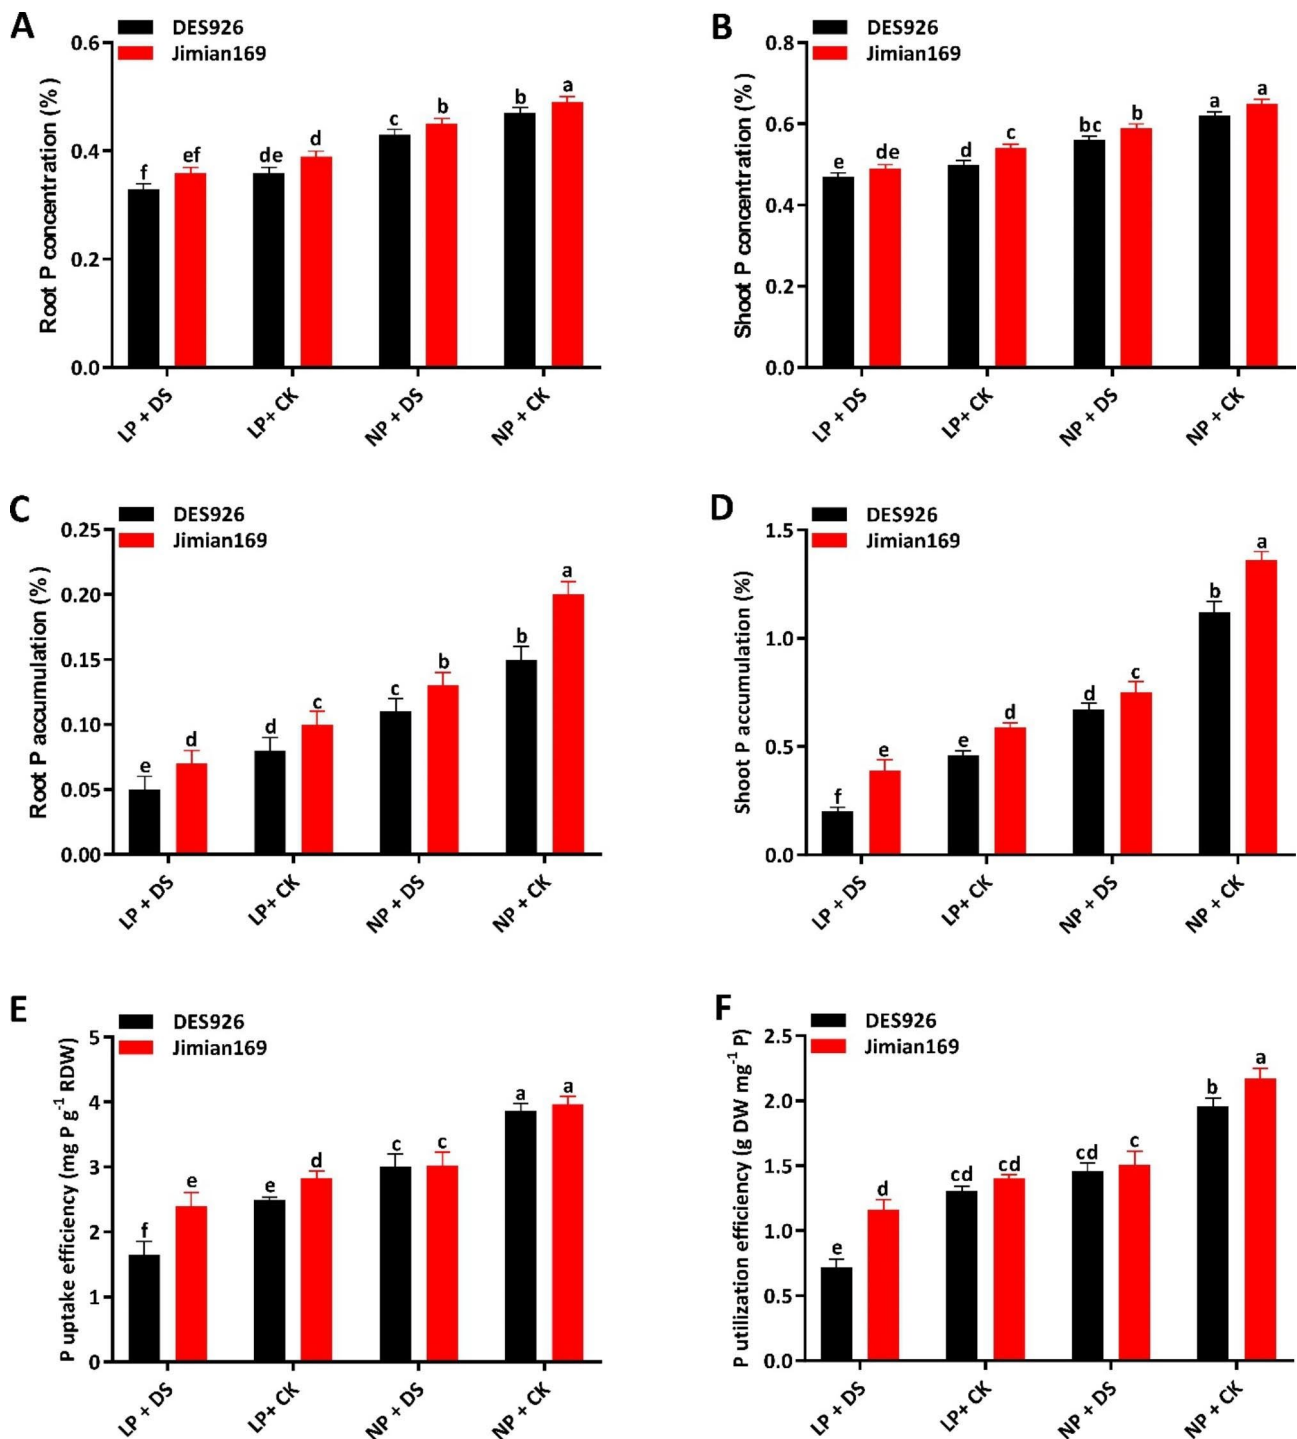 A
DES926
Jimian169
Root P concentration (%)
0.6
0.4
0.2
0.0
f
ef
de
d
c
b
b
a
LP + DS
LP+ CK
NP + DS
NP + CK
B
DES926
Jimian169
Shoot P concentration (%)
0.8
0.6
0.4
0.2
0.0
e
de
d
c
bc
b
a
a
LP + DS
LP+ CK
NP + DS
NP + CK
C
DES926
Jimian169
Root P accumulation (%)
0.25
0.20
0.15
0.10
0.05
0.00
e
d
d
c
c
b
b
a
LP + DS
LP+ CK
NP + DS
NP + CK
D
DES926
Jimian169
Shoot P accumulation (%)
1.5
1.0
0.5
0.0
f
e
e
d
d
c
b
a
LP + DS
LP+ CK
NP + DS
NP + CK
E
DES926
Jimian169
P uptake efficiency (mg P g⁻¹ RDW)
5
4
3
2
1
0
f
e
e
d
c
c
a
a
LP + DS
LP+ CK
NP + DS
NP + CK
F
DES926
Jimian169
P utilization efficiency (g DW mg⁻¹ P)
2.5
2.0
1.5
1.0
0.5
0.0
e
d
cd
cd
cd
c
b
a
LP + DS
LP + CK
NP + DS
NP + CK